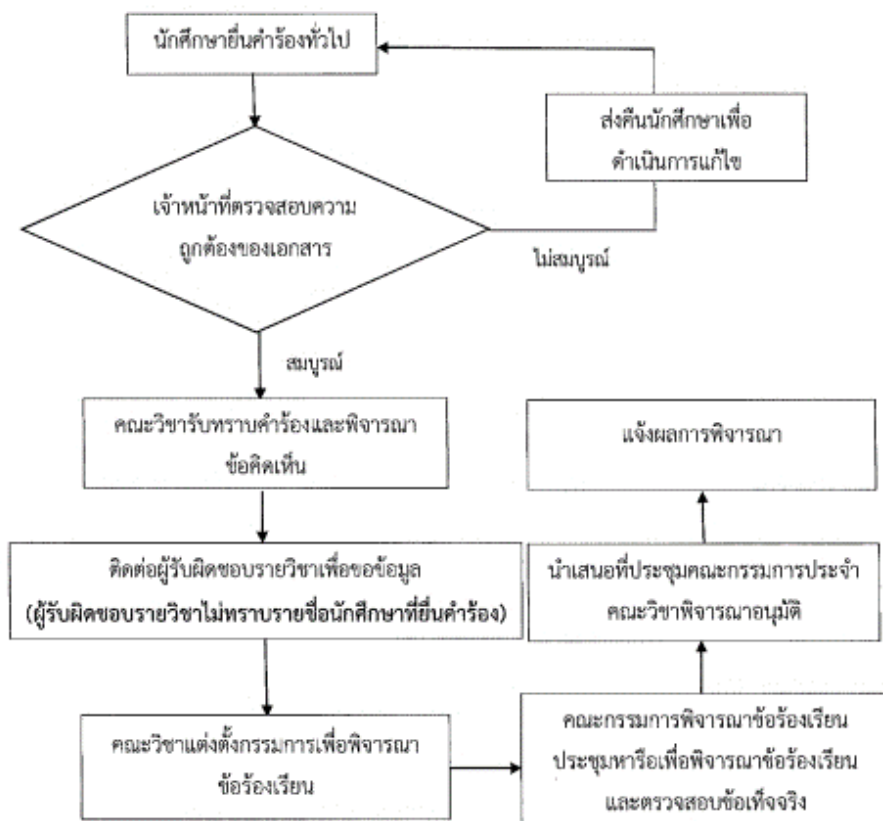 นักศึกษายื่นคำร้องทั่วไป
ส่งคืนนักศึกษาเพื่อ
ดำเนินการแก้ไข
เจ้าหน้าที่ตรวจสอบความ
ถูกต้องของเอกสาร
ไม่สมบูรณ์
สมบูรณ์
คณะวิชารับทราบคำร้องและพิจารณา
ข้อคิดเห็น
ติดต่อผู้รับผิดชอบรายวิชาเพื่อขอข้อมูล
(ผู้รับผิดชอบรายวิชาไม่ทราบรายชื่อนักศึกษาที่ยื่นคำร้อง)
คณะวิชาแต่งตั้งกรรมการเพื่อพิจารณา
ข้อร้องเรียน
คณะกรรมการพิจารณาข้อร้องเรียน
ประชุมหารือเพื่อพิจารณาข้อร้องเรียน
และตรวจสอบข้อเท็จจริง
นำเสนอที่ประชุมคณะกรรมการประจำ
คณะวิชาพิจารณาอนุมัติ
แจ้งผลการพิจารณา